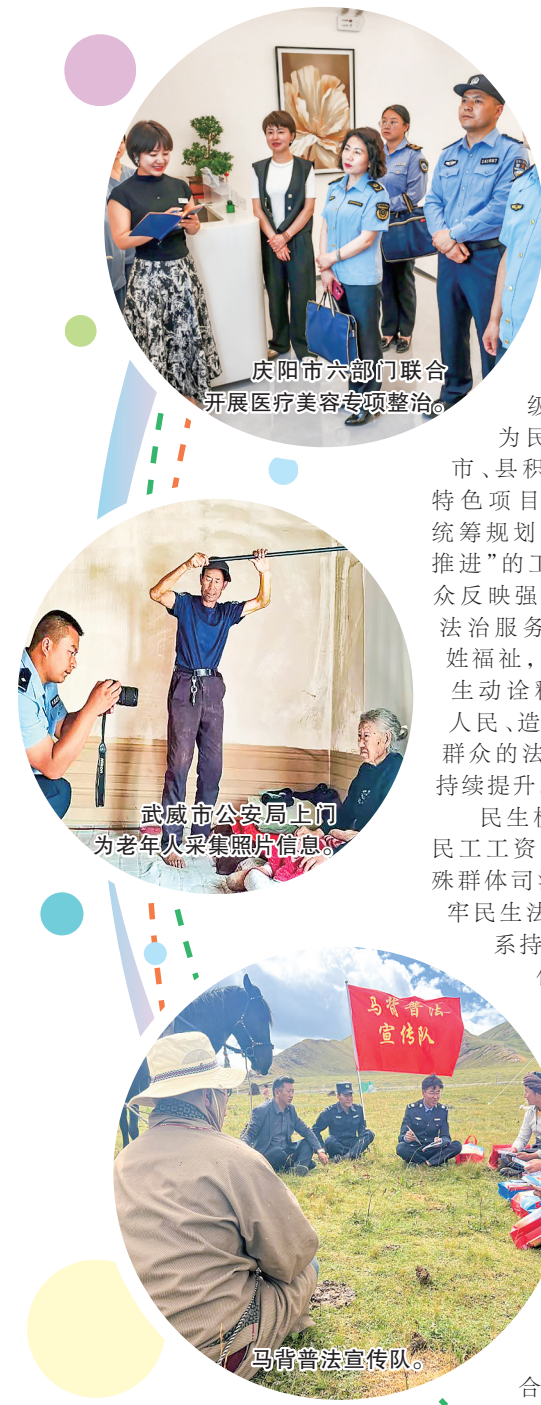 庆阳市六部门联合
开展医疗美容专项整治。
为民
市、县积
特色项目
统筹规划
推进”的工
众反映强
法治服务
姓福祉，
生动诠释
人民、造
群众的法
持续提升
民生
民工工资
殊群体司
牢民生法
系持
武威市公安局上门
为老年人采集照片信息。
马背普法
宣传队
马背普法宣传队。
合